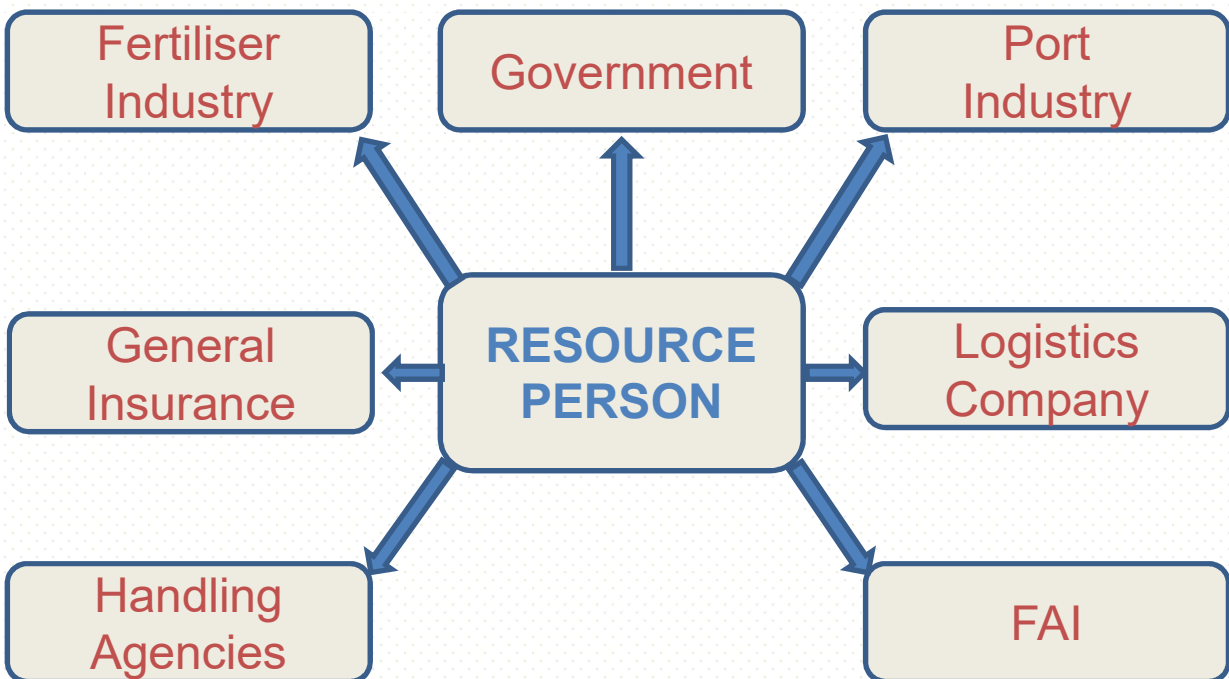 Fertiliser
Industry
Government
Port
Industry
General
Insurance
RESOURCE
PERSON
Logistics
Company
Handling
Agencies
FAI